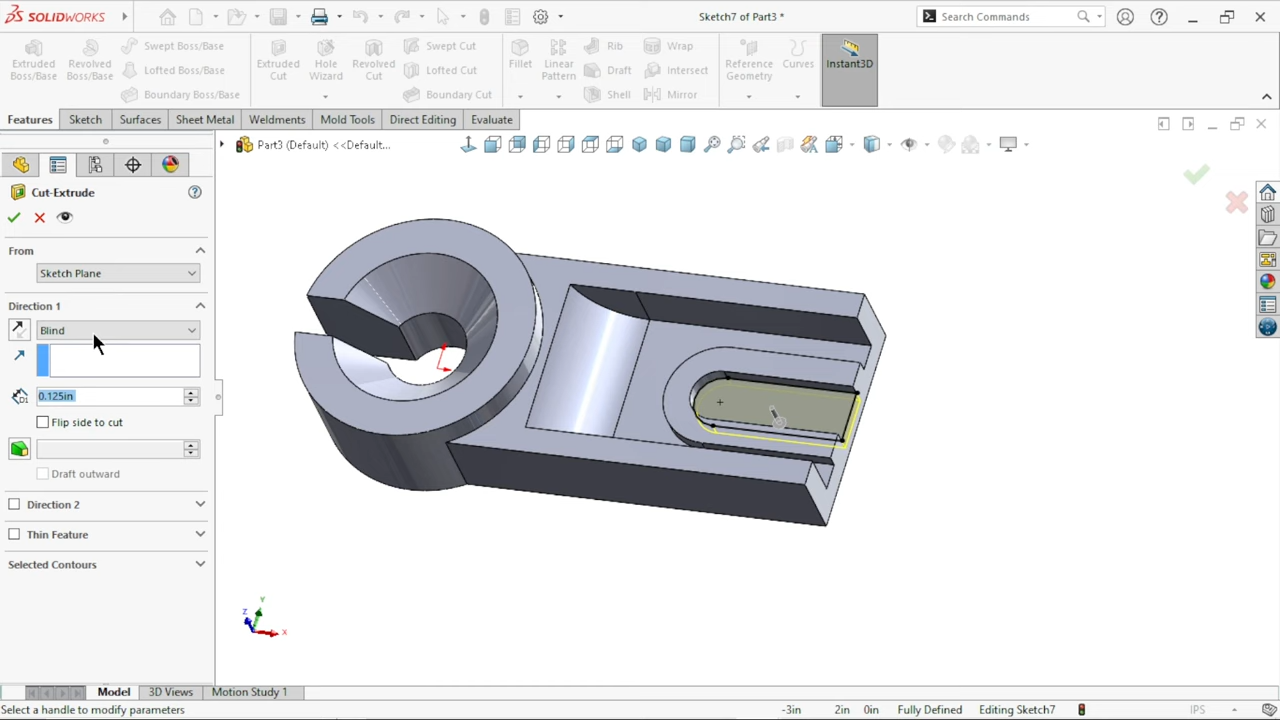 SOLIDWORKS
Sketch7 of Part3 *
Search Commands
Extruded Boss/Base
Revolved Boss/Base
Swept Boss/Base
Lofted Boss/Base
Boundary Boss/Base
Extruded Cut
Hole Wizard
Revolved Cut
Swept Cut
Lofted Cut
Boundary Cut
Fillet
Linear Pattern
Rib
Draft
Shell
Wrap
Intersect
Mirror
Reference Geometry
Curves
Instant3D
Features
Sketch
Surfaces
Sheet Metal
Weldments
Mold Tools
Direct Editing
Evaluate
Part3 (Default) <<Default...
Cut-Extrude
From
Sketch Plane
Direction 1
Blind
0.125in
Flip side to cut
Draft outward
Direction 2
Thin Feature
Selected Contours
Y
Z
X
Model
3D Views
Motion Study 1
Select a handle to modify parameters
-3in
2in
0in
Fully Defined
Editing Sketch7
IPS